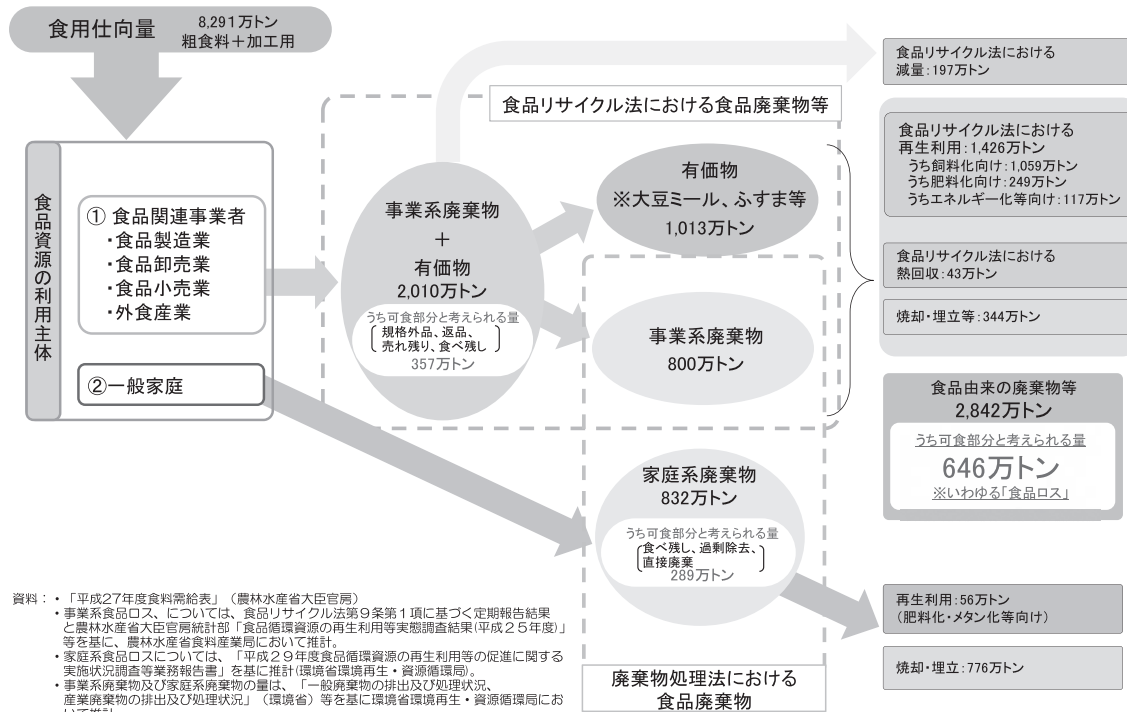 食用仕向量
8,291万トン
粗食料＋加工用
食品資源の利用主体
① 食品関連事業者
・食品製造業
・食品卸売業
・食品小売業
・外食産業
②一般家庭
食品リサイクル法における食品廃棄物等
事業系廃棄物
＋
有価物
2,010万トン
うち可食部分と考えられる量
規格外品、返品、
売れ残り、食べ残し
357万トン
有価物
※大豆ミール、ふすま等
1,013万トン
事業系廃棄物
800万トン
家庭系廃棄物
832万トン
うち可食部分と考えられる量
食べ残し、過剰除去、
直接廃棄
289万トン
廃棄物処理法における
食品廃棄物
食品リサイクル法における
減量：197万トン
食品リサイクル法における
再生利用：1,426万トン
うち飼料化向け：1,059万トン
うち肥料化向け：249万トン
うちエネルギー化等向け：117万トン
食品リサイクル法における
熱回収：43万トン
焼却・埋立等：344万トン
食品由来の廃棄物等
2,842万トン
うち可食部分と考えられる量
646万トン
※いわゆる「食品ロス」
再生利用：56万トン
（肥料化・メタン化等向け）
焼却・埋立：776万トン
資料：・「平成27年度食料需給表」（農林水産省大臣官房）
・事業系食品ロス、については、食品リサイクル法第９条第１項に基づく定期報告結果
と農林水産省大臣官房統計部「食品循環資源の再生利用等実態調査結果(平成２５年度)」
等を基に、農林水産省食料産業局において推計。
・家庭系食品ロスについては、「平成２９年度食品循環資源の再生利用等の促進に関する
実施状況調査等業務報告書」を基に推計(環境省環境再生・資源循環局)。
・事業系廃棄物及び家庭系廃棄物の量は、「一般廃棄物の排出及び処理状況、
産業廃棄物の排出及び処理状況」（環境省）等を基に環境省環境再生・資源循環局にお
いて推計